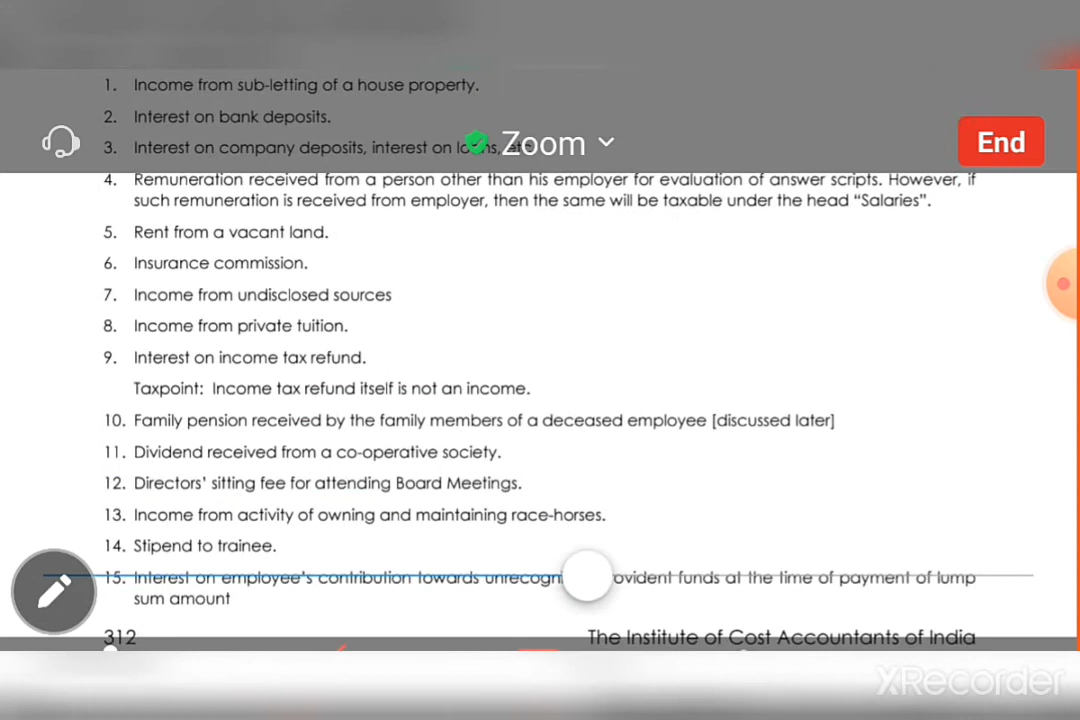 1. Income from sub-letting of a house property.
2. Interest on bank deposits.
Zoom
End
3. Interest on company deposits, interest on
4. Remuneration received from a person other than his employer for evaluation of answer scripts. However, if
such remuneration is received from employer, then the same will be taxable under the head “Salaries”.
5. Rent from a vacant land.
6. Insurance commission.
7. Income from undisclosed sources
8. Income from private tuition.
9. Interest on income tax refund.
Taxpoint: Income tax refund itself is not an income.
10. Family pension received by the family members of a deceased employee [discussed later]
11. Dividend received from a co-operative society.
12. Directors’ sitting fee for attending Board Meetings.
13. Income from activity of owning and maintaining race-horses.
14. Stipend to trainee.
15. Interest on employee’s contribution towards funds at the time of payment of lump
sum amount
312
The Institute of Cost Accountants of India
XRecorder